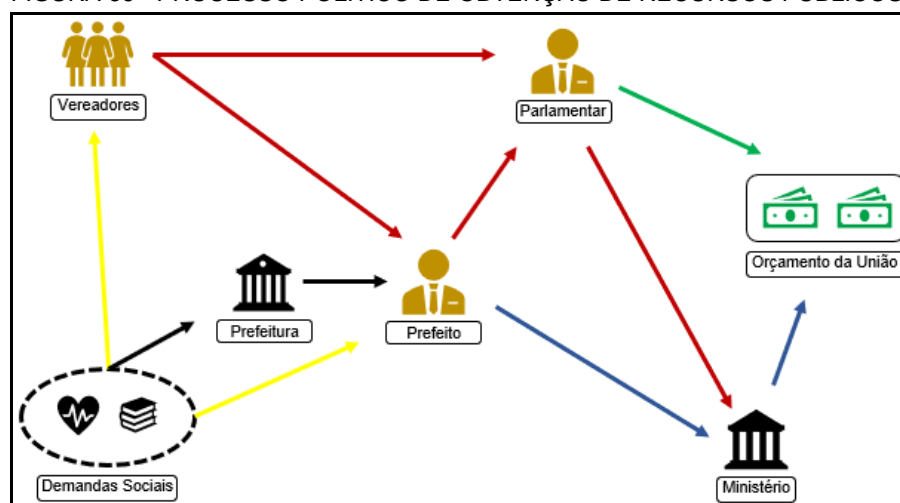 Vereadores
Parlamentar
Orçamento da União
Prefeitura
Prefeito
Demandas Sociais
Ministério